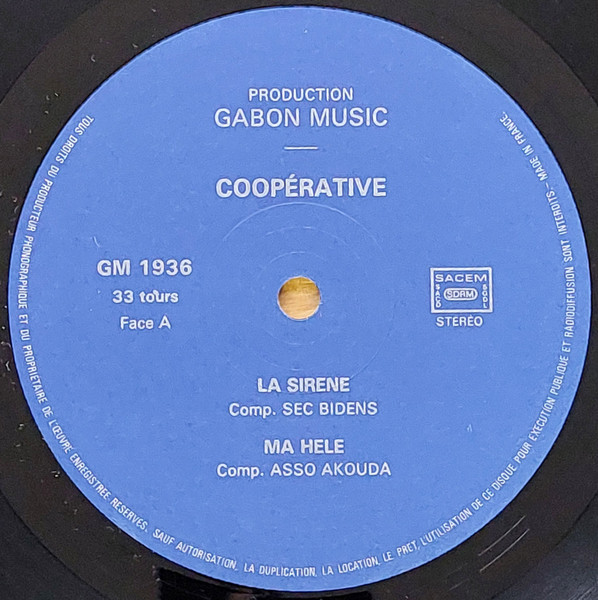 PRODUCTION
GABON MUSIC
COOPÉRATIVE
GM 1936
33 tours
Face A
SACEM
SACD
SDRM
SGDL
STÉRÉO
LA SIRENE
Comp. SEC BIDENS
MA HELE
Comp. ASSO AKOUDA
TOUS DROITS DU PRODUCTEUR PHONOGRAPHIQUE ET DU PROPRIETAIRE DE L'ŒUVRE ENREGISTREE RESERVES. SAUF AUTORISATION, LA DUPLICATION, LA LOCATION, LE PRET, L'UTILISATION DE CE DISQUE POUR EXECUTION PUBLIQUE ET RADIODIFFUSION SONT INTERDITS - MADE IN FRANCE.